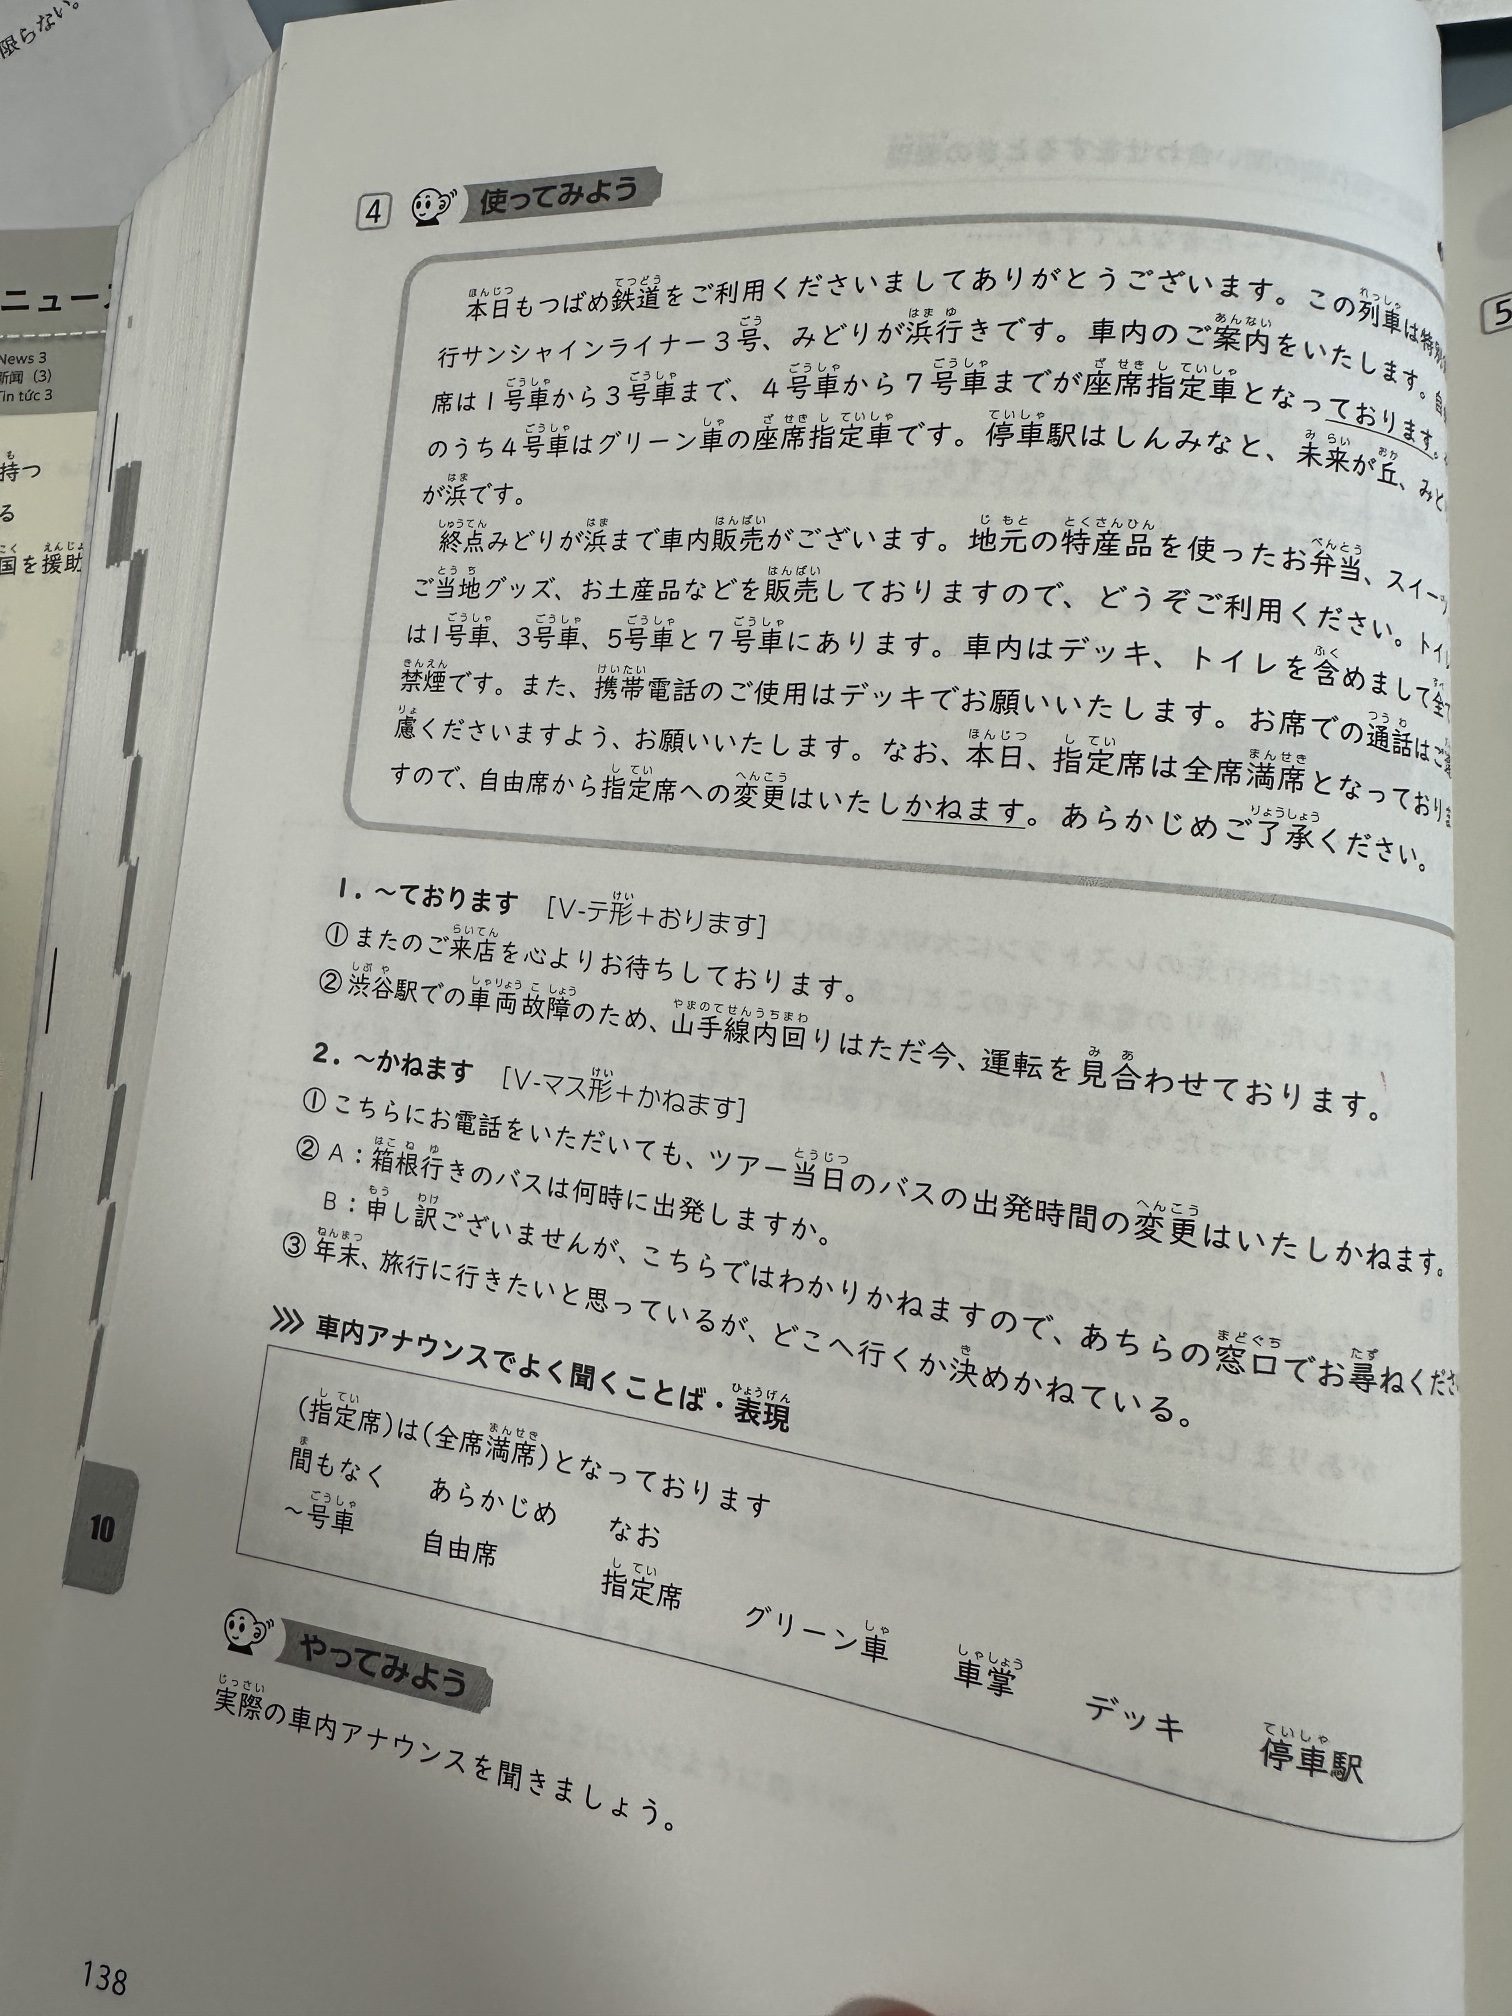 限らない。
ニュース
News 3
新闻（3）
Tin tức 3
持つ
る
国を援助
4 使ってみよう
本日もつばめ鉄道をご利用くださいましてありがとうございます。この列車は特別
行サンシャインライナー3号、みどりが浜行きです。車内のご案内をいたします。自
席は1号車から3号車まで、4号車から7号車までが座席指定車となっております。
のうち4号車はグリーン車の座席指定車です。停車駅はしんみなと、未来が丘、みど
が浜です。
終点みどりが浜まで車内販売がございます。地元の特産品を使ったお弁当、スイーツ
ご当地グッズ、お土産品などを販売しておりますので、どうぞご利用ください。トイレ
は1号車、3号車、5号車と7号車にあります。車内はデッキ、トイレを含めまして全て
禁煙です。また、携帯電話のご使用はデッキでお願いいたします。お席での通話はご
慮くださいますよう、お願いいたします。なお、本日、指定席は全席満席となっており
すので、自由席から指定席への変更はいたしかねます。あらかじめご了承ください。
1. ～ております [V-テ形＋おります]
① またのご来店を心よりお待ちしております。
② 渋谷駅での車両故障のため、山手線内回りはただ今、運転を見合わせております。
2. ～かねます [V-マス形＋かねます]
① こちらにお電話をいただいても、ツアー当日のバスの出発時間の変更はいたしかねます。
② A：箱根行きのバスは何時に出発しますか。
B：申し訳ございませんが、こちらではわかりかねますので、あちらの窓口でお尋ねくださ
③ 年末、旅行に行きたいと思っているが、どこへ行くか決めかねている。
車内アナウンスでよく聞くことば・表現
(指定席)は(全席満席)となっております
間もなく あらかじめ なお
～号車 自由席 指定席 グリーン車 車掌 デッキ 停車駅
やってみよう
実際の車内アナウンスを聞きましょう。
10
138
5